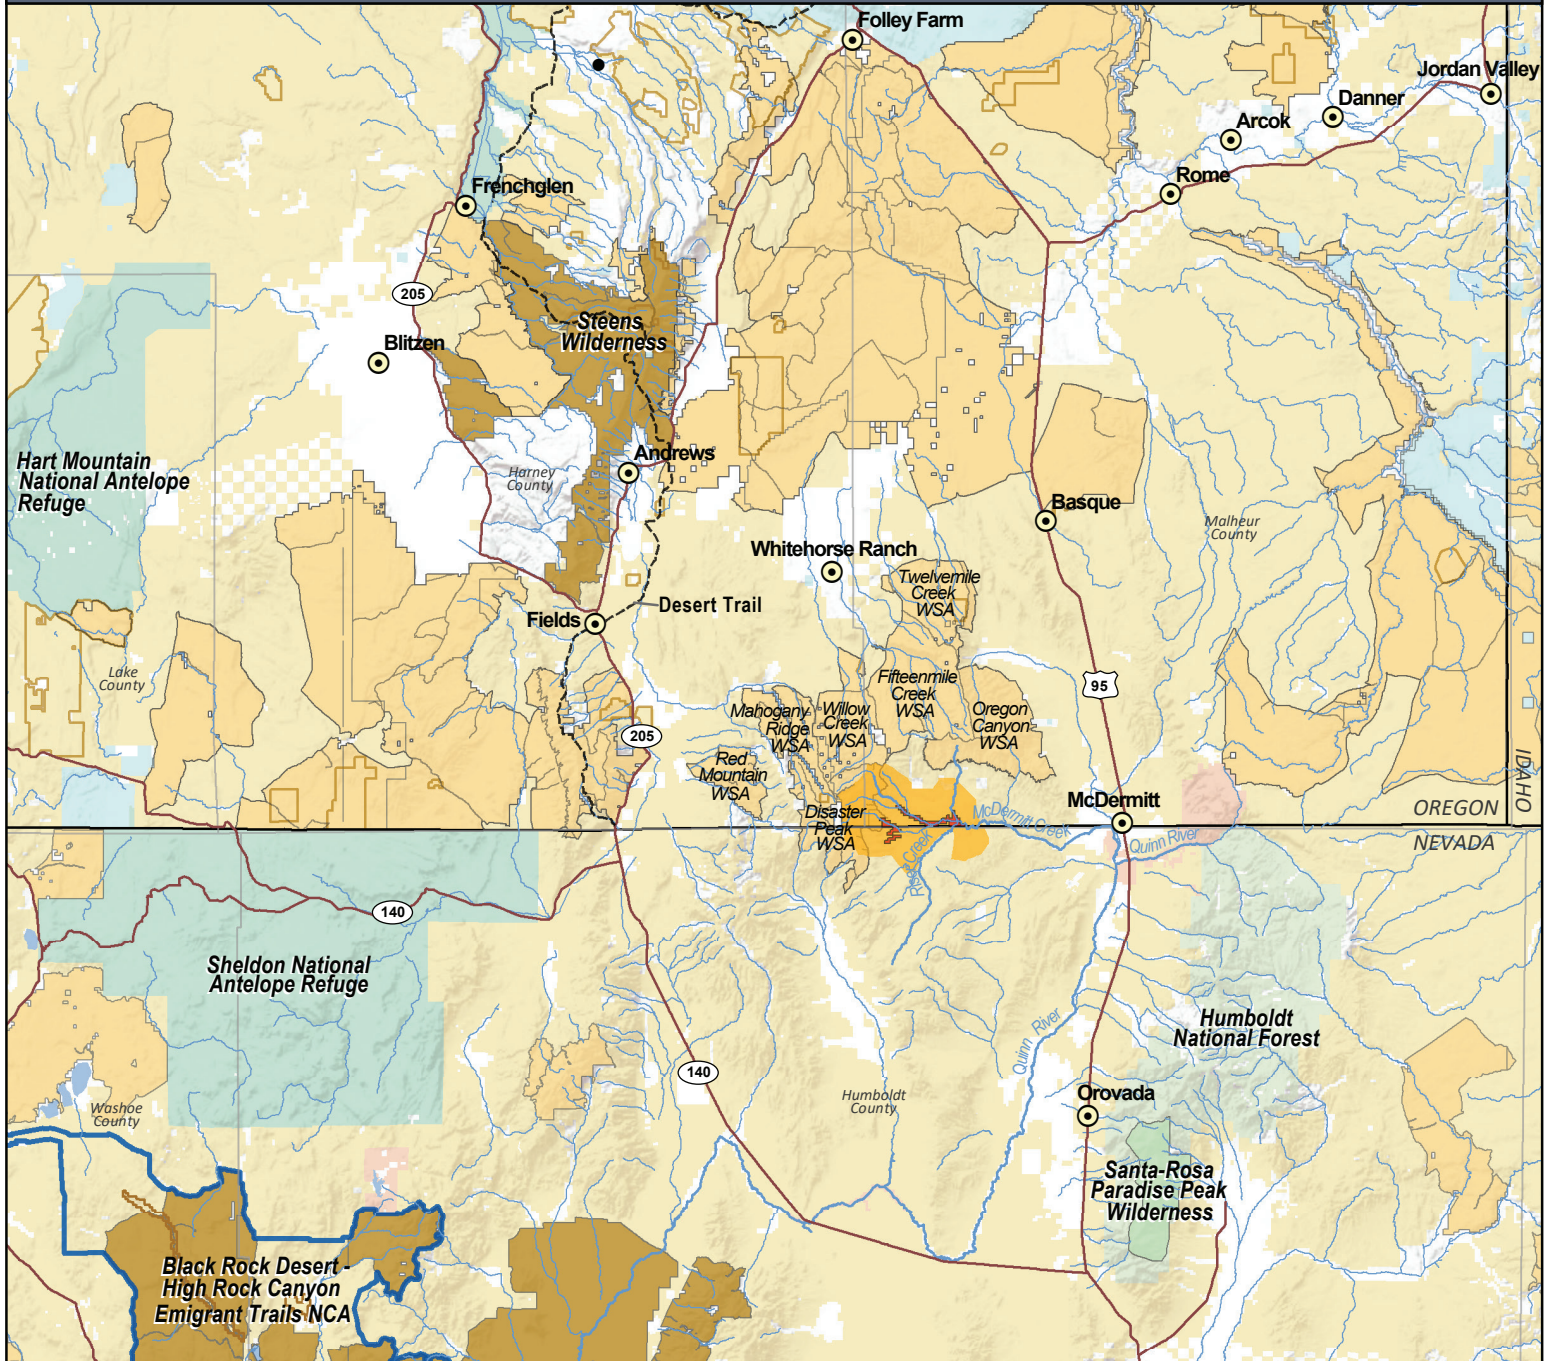 Folley Farm
Jordan Valley
Danner
Arcok
Rome
Frenchglen
205
Steens
Wilderness
Blitzen
Hart Mountain
National Antelope
Refuge
Harney
County
Andrews
Basque
Malheur
County
Whitehorse Ranch
Twelvemile
Creek
WSA
Desert Trail
Fields
Lake
County
Fifteenmile
Creek
WSA
95
Mahogany
Ridge
WSA
Willow
Creek
WSA
Oregon
Canyon
WSA
205
Red
Mountain
WSA
IDAHO
McDermitt
OREGON
Disaster
Peak
WSA
McDermitt Creek
Quinn River
NEVADA
Creek
140
Sheldon National
Antelope Refuge
Quinn River
Humboldt
National Forest
140
Humboldt
County
Orovada
Washoe
County
Santa-Rosa
Paradise Peak
Wilderness
Black Rock Desert -
High Rock Canyon
Emigrant Trails NCA